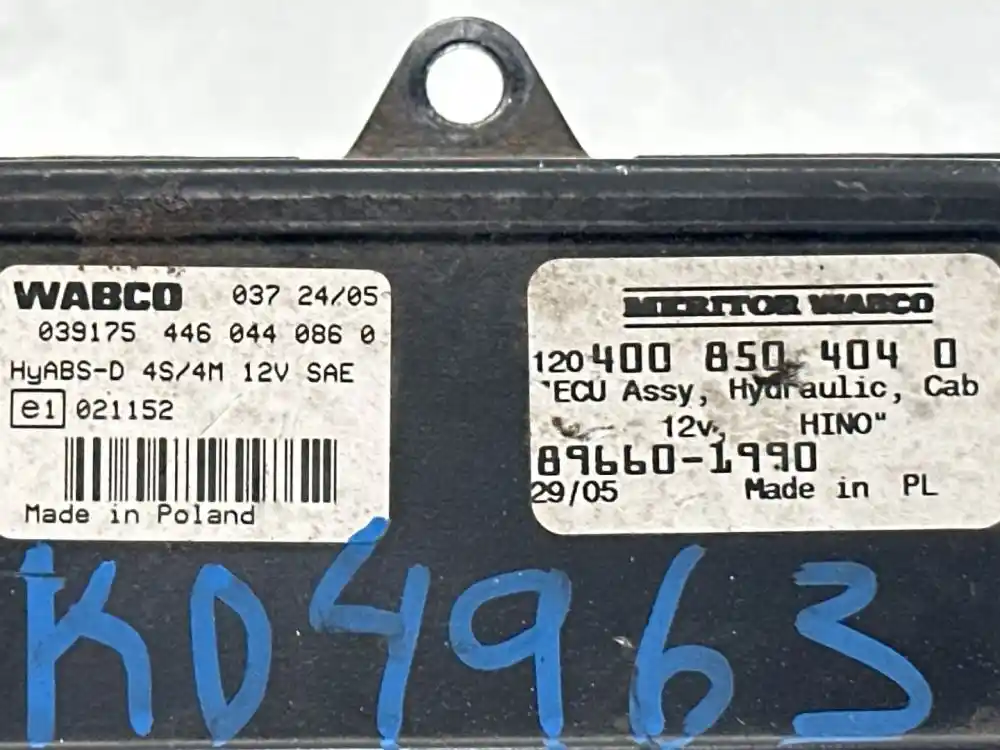 WABCO 037 24/05
039175 446 044 086 0
HyABS-D 4S/4M 12V SAE
e1 021152
Made in Poland
MERITOR WABCO
120 400 850 404 0
"ECU Assy, Hydraulic, Cab
12v, HINO"
89660-1990
29/05 Made in PL
KD4963